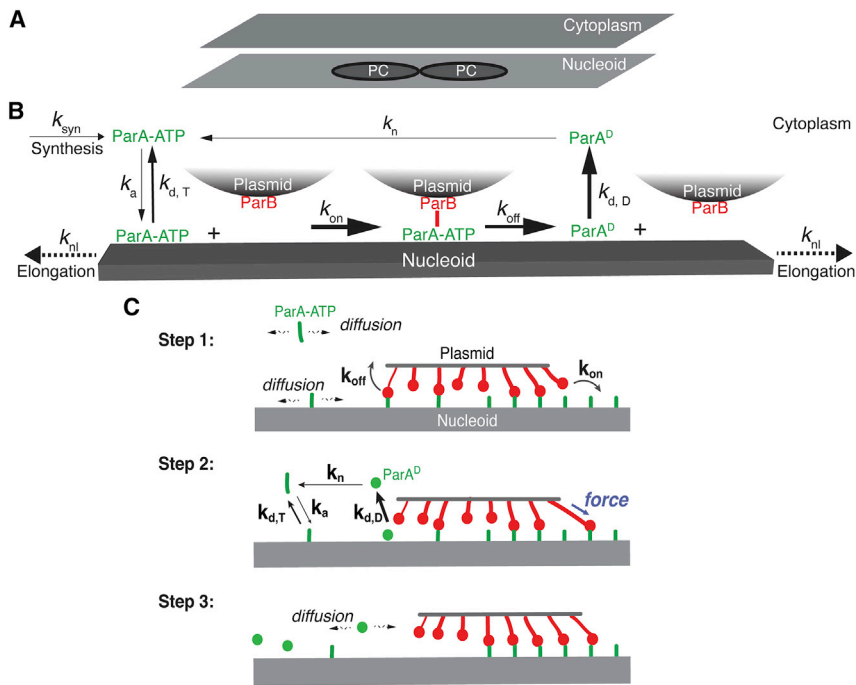 A
Cytoplasm
PC PC Nucleoid
B
k_syn
ParA-ATP k_n ParA^D Cytoplasm
Synthesis
k_a k_d, T Plasmid ParB Plasmid ParB k_d, D Plasmid ParB
k_on k_off
k_nl ParA-ATP + ParA-ATP ParA^D + k_nl
Elongation Nucleoid Elongation
C
ParA-ATP
Step 1: diffusion
Plasmid
k_off k_on
diffusion
Nucleoid
Step 2:
k_n ParA^D
k_d,T k_a k_d,D force
Step 3:
diffusion